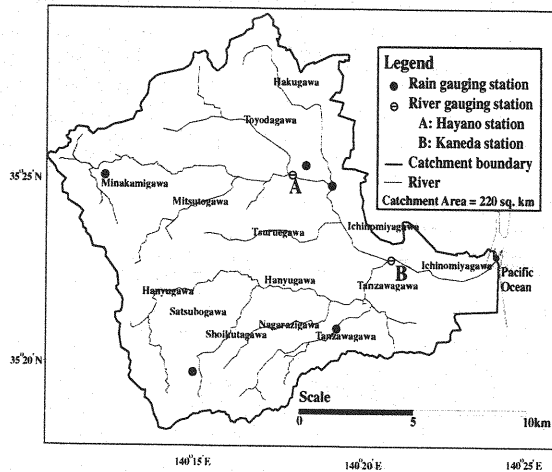 Legend
Rain gauging station
River gauging station
A: Hayano station
B: Kaneda station
Catchment boundary
River
Catchment Area = 220 sq. km
Hakugawa
Toyodagawa
35°25'N
Minakamigawa
A
Mitsutogawa
Ichinomiyagawa
Tsuruegawa
Ichinomiyagawa
B
Pacific
Ocean
Hanyugawa
Hanyugawa
Tanzawagawa
Satsubogawa
Nagarazigawa
Shoikutagawa
Tanzawagawa
35°20'N
Scale
0
5
10km
140°15'E
140°20'E
140°25'E